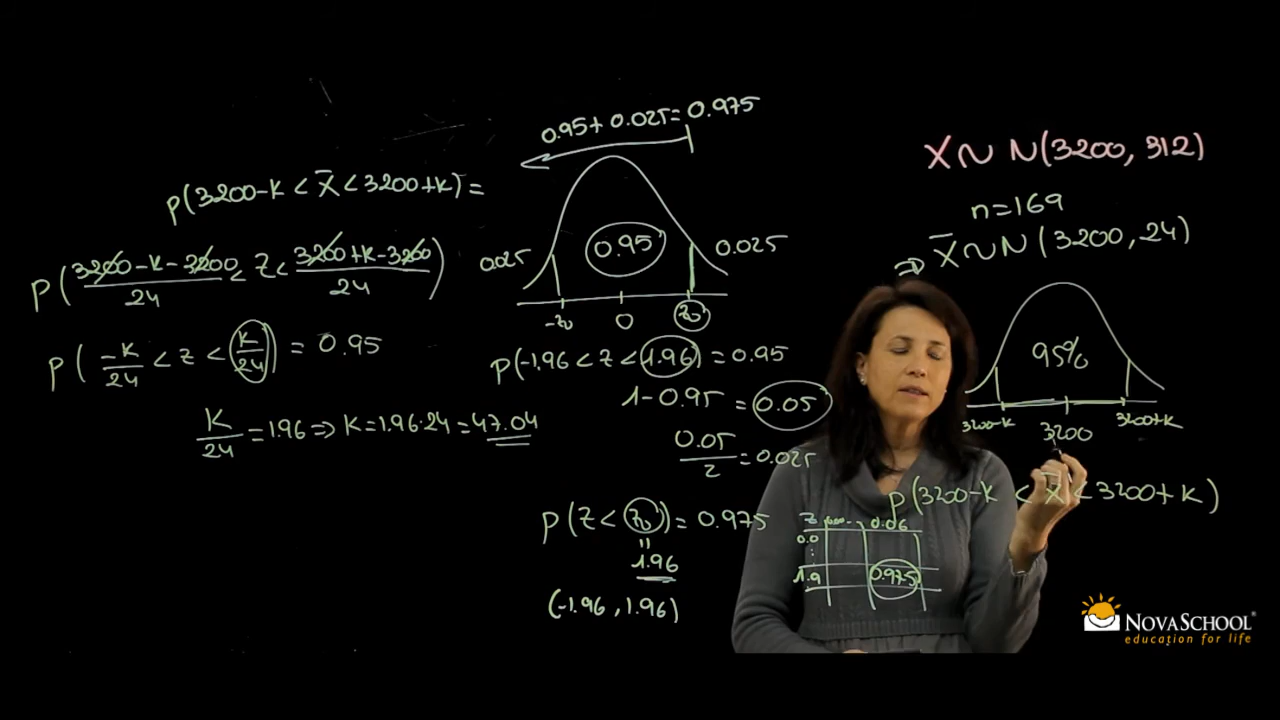 0.95 + 0.025 = 0.975
p(3200-K < X̄ < 3200+K) =
0.025
0.95
0.025
-z₀ 0 z₀
P( (3200-K-3200)/24 < Z < (3200+K-3200)/24 )
P( -K/24 < Z < K/24 ) = 0.95
K/24 = 1.96 ⇒ K = 1.96·24 = 47.04
p(-1.96 < Z < 1.96) = 0.95
1-0.95 = 0.05
0.05/2 = 0.025
p(Z < z₀) = 0.975
"
1.96
(-1.96, 1.96)
X ~ N(3200, 312)
n=169
⇒ X̄ ~ N(3200, 24)
95%
3200-K 3200 3200+K
p(3200-K < X̄ < 3200+K)
Z 0.00 .. 0.06
0.0
:
1.9 0.975
NOVASCHOOL®
education for life